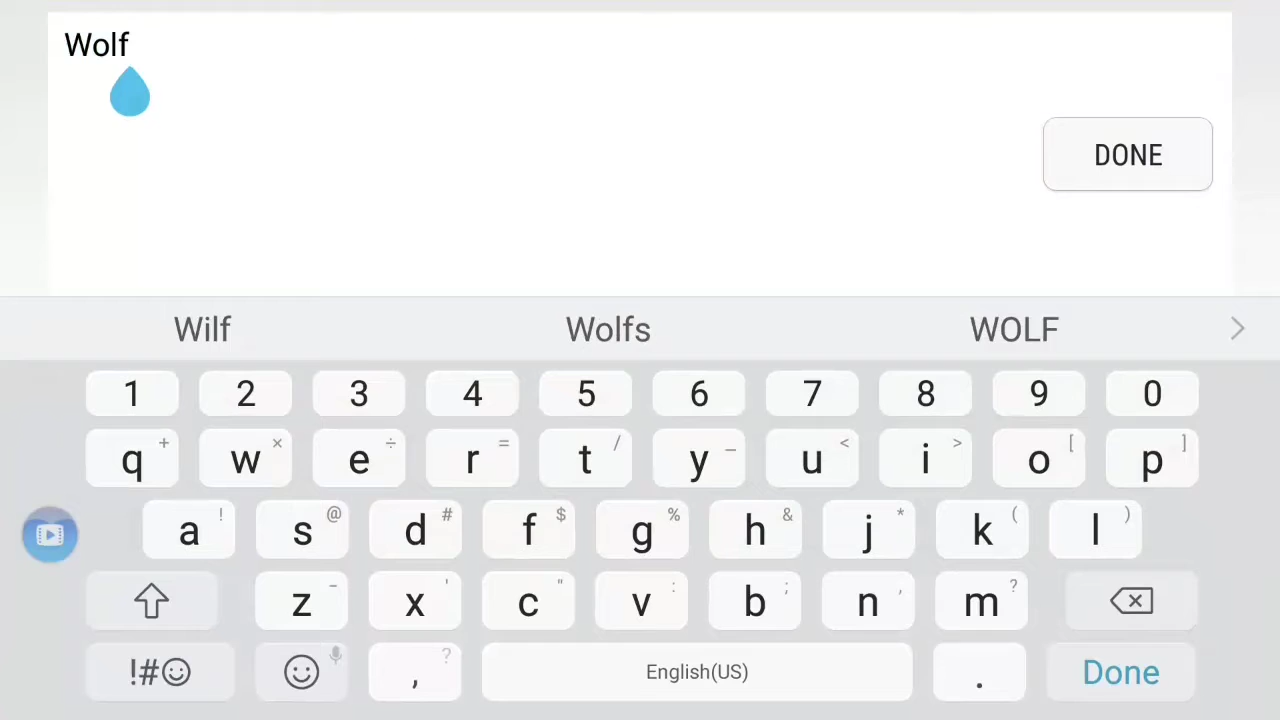 Wolf
DONE
Wilf Wolfs WOLF
1 2 3 4 5 6 7 8 9 0
q + w × e ÷ r = t / y _ u < i > o [ p ]
a ! s @ d # f $ g % h & j * k ( l )
z - x ' c " v : b ; n , m ?
!# , ? English(US) . Done